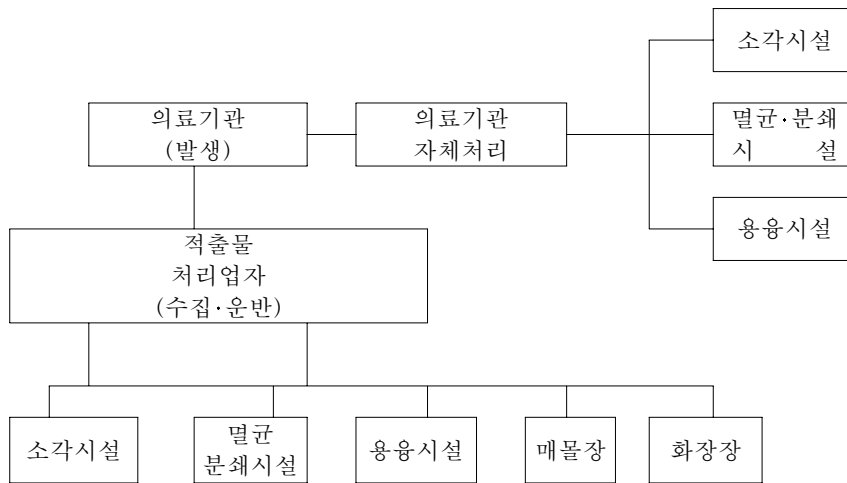 소각시설
의료기관
(발생)
의료기관
자체처리
멸균·분쇄
시 설
용융시설
적출물
처리업자
(수집·운반)
소각시설
멸균
분쇄시설
용융시설
매몰장
화장장